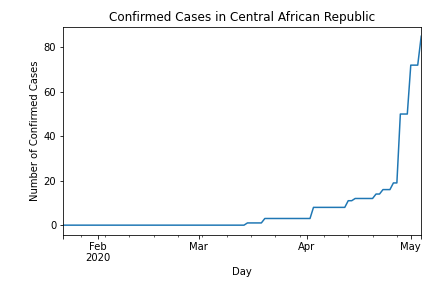 Confirmed Cases in Central African Republic
80
60
40
20
0
Number of Confirmed Cases
Feb
2020
Mar
Apr
May
Day